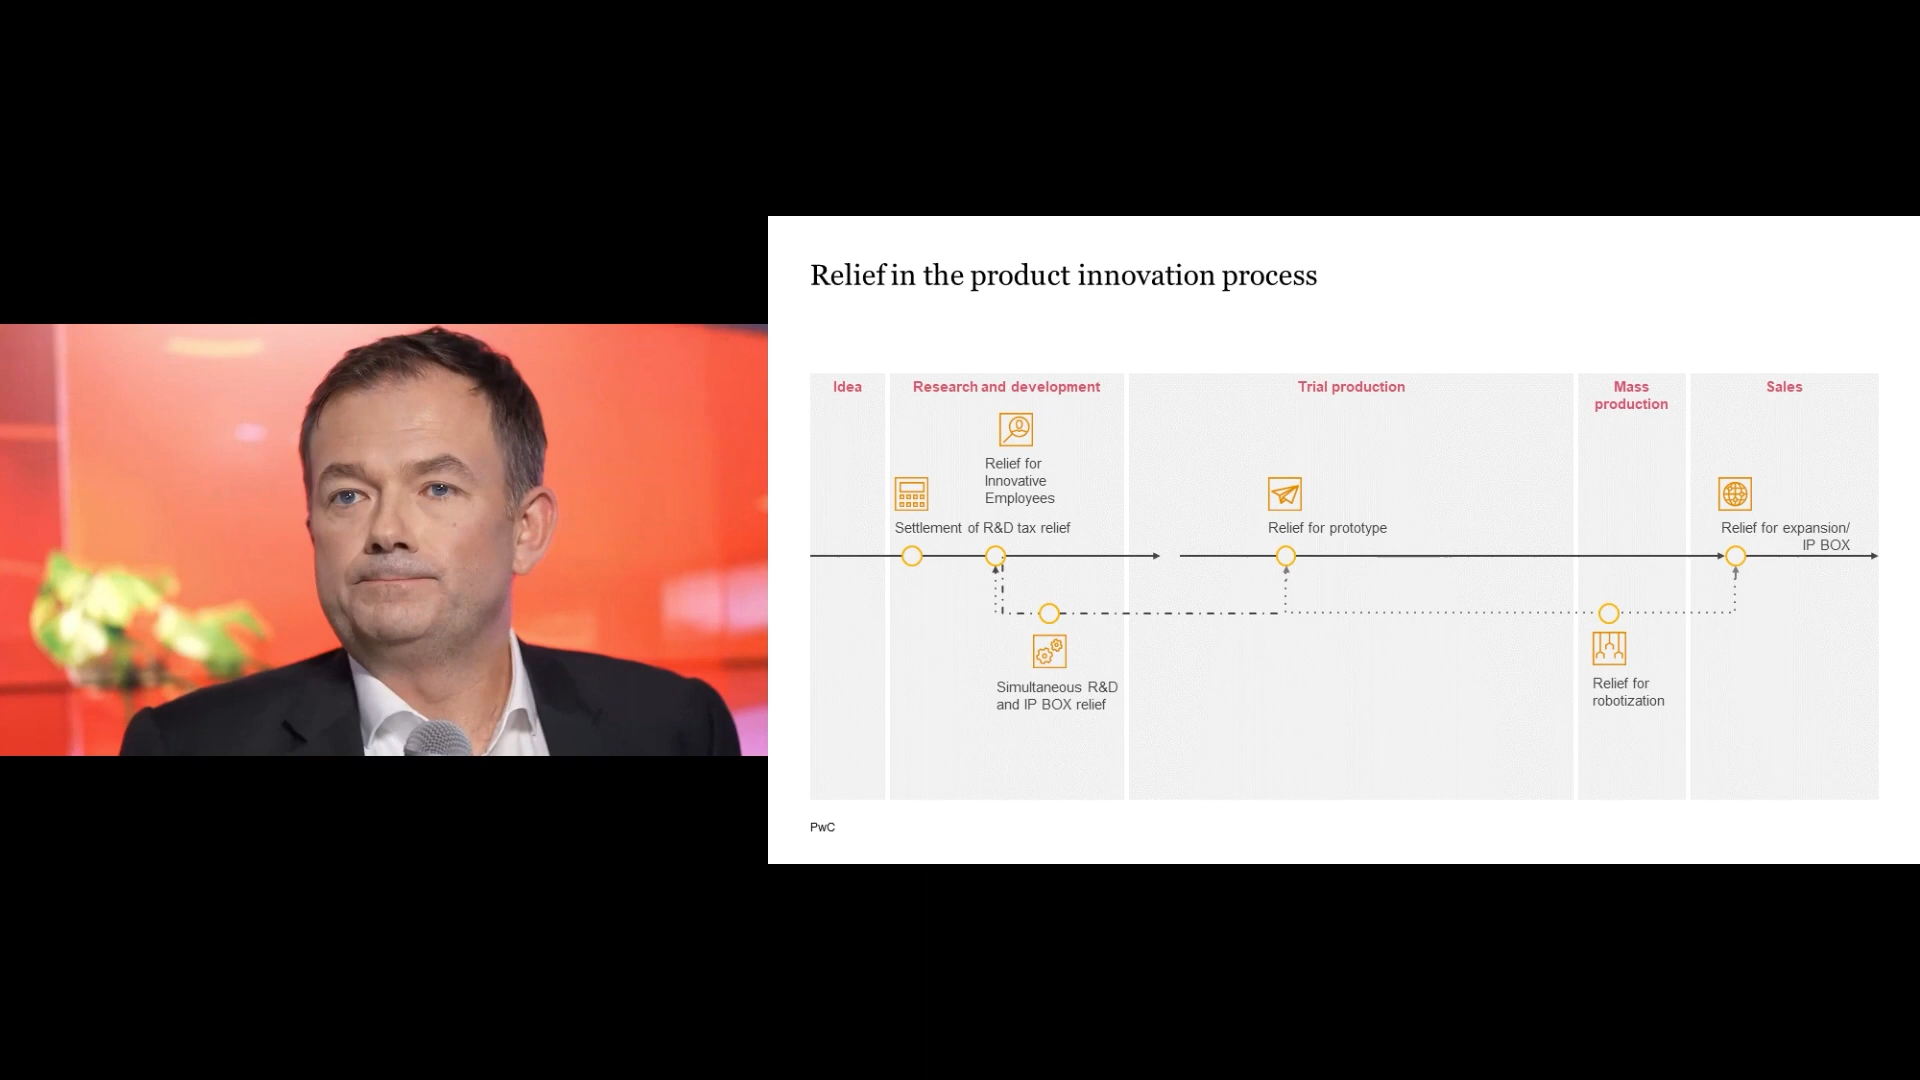 Relief in the product innovation process
Idea
Research and development
Trial production
Mass
production
Sales
Relief for
Innovative
Employees
Settlement of R&D tax relief
Relief for prototype
Relief for expansion/
IP BOX
Simultaneous R&D
and IP BOX relief
Relief for
robotization
PwC